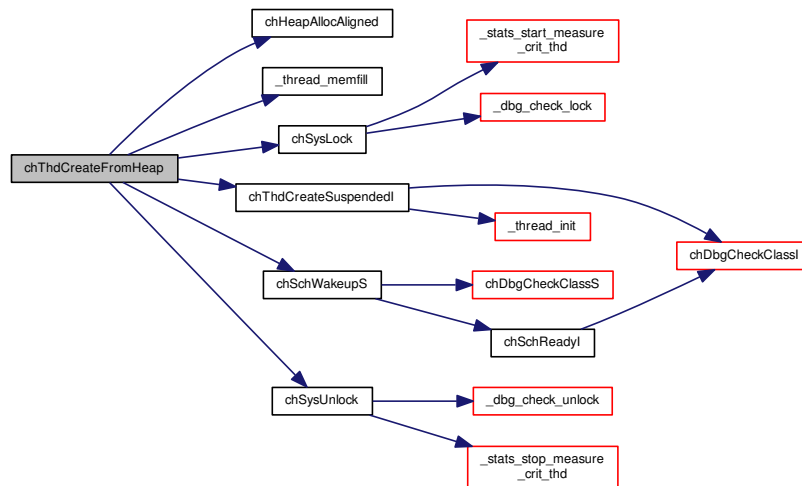 chHeapAllocAligned
_stats_start_measure
_crit_thd
_thread_memfill
_dbg_check_lock
chSysLock
chThdCreateFromHeap
chThdCreateSuspendedI
_thread_init
chDbgCheckClassI
chSchWakeupS
chDbgCheckClassS
chSchReadyI
chSysUnlock
_dbg_check_unlock
_stats_stop_measure
_crit_thd